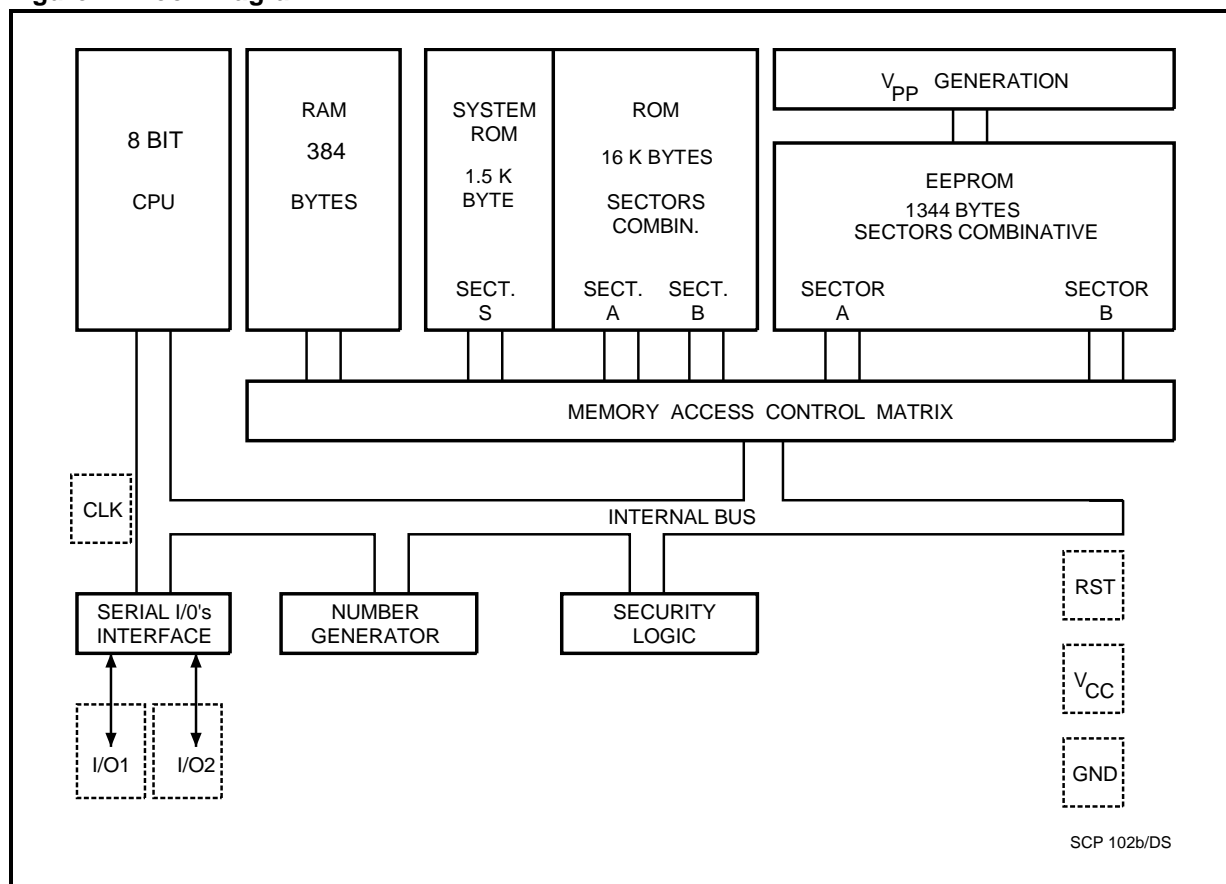 8 BIT
CPU
RAM
384
BYTES
SYSTEM
ROM
1.5 K
BYTE
SECT.
S
ROM
16 K BYTES
SECTORS
COMBIN.
SECT.
A
SECT.
B
VPP GENERATION
EEPROM
1344 BYTES
SECTORS COMBINATIVE
SECTOR
A
SECTOR
B
MEMORY ACCESS CONTROL MATRIX
CLK
INTERNAL BUS
SERIAL I/0's
INTERFACE
NUMBER
GENERATOR
SECURITY
LOGIC
RST
VCC
GND
I/O1
I/O2
SCP 102b/DS